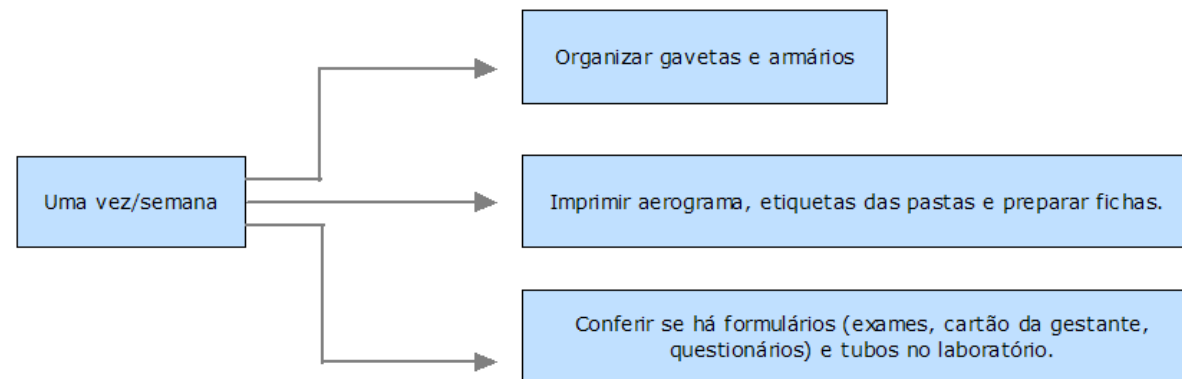 Organizar gavetas e armários
Uma vez/semana
Imprimir aerograma, etiquetas das pastas e preparar fichas.
Conferir se há formulários (exames, cartão da gestante,
questionários) e tubos no laboratório.